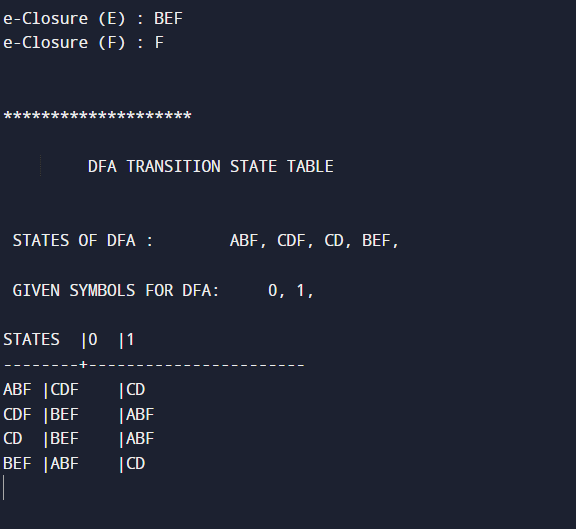 e-Closure (E) : BEF
e-Closure (F) : F
********************
DFA TRANSITION STATE TABLE
STATES OF DFA :        ABF, CDF, CD, BEF,
GIVEN SYMBOLS FOR DFA:     0, 1,
STATES  |0  |1
--------+-----------------------
ABF |CDF    |CD
CDF |BEF    |ABF
CD  |BEF    |ABF
BEF |ABF    |CD